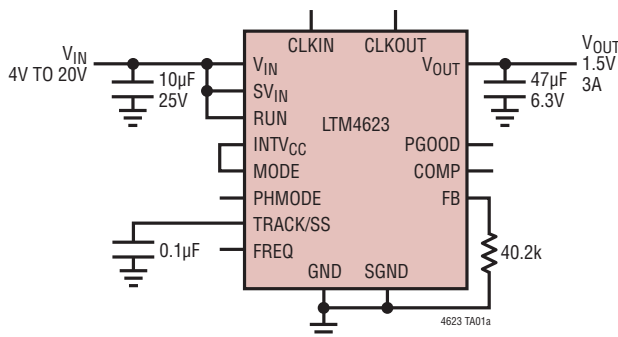 CLKIN CLKOUT
VIN
4V TO 20V
10µF
25V
VIN
SVIN
RUN
INTVCC
MODE
PHMODE
TRACK/SS
FREQ
0.1µF
LTM4623
GND SGND
VOUT
PGOOD
COMP
FB
47µF
6.3V
VOUT
1.5V
3A
40.2k
4623 TA01a